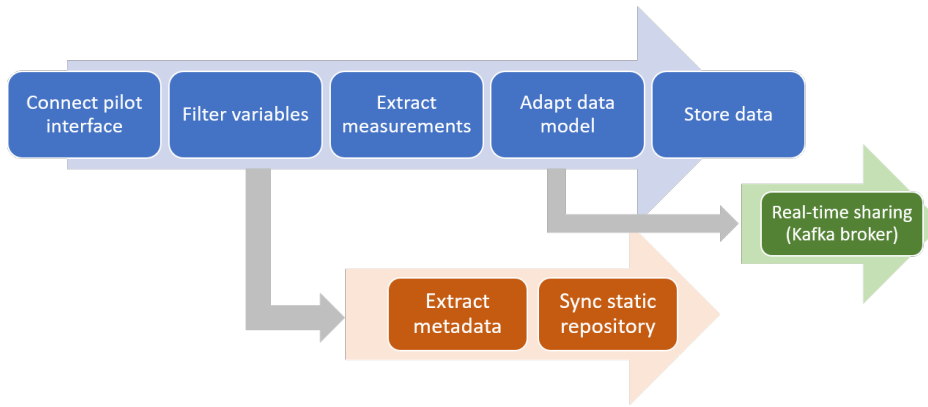 Connect pilot
interface
Filter variables
Extract
measurements
Adapt data
model
Store data
Real-time sharing
(Kafka broker)
Extract
metadata
Sync static
repository